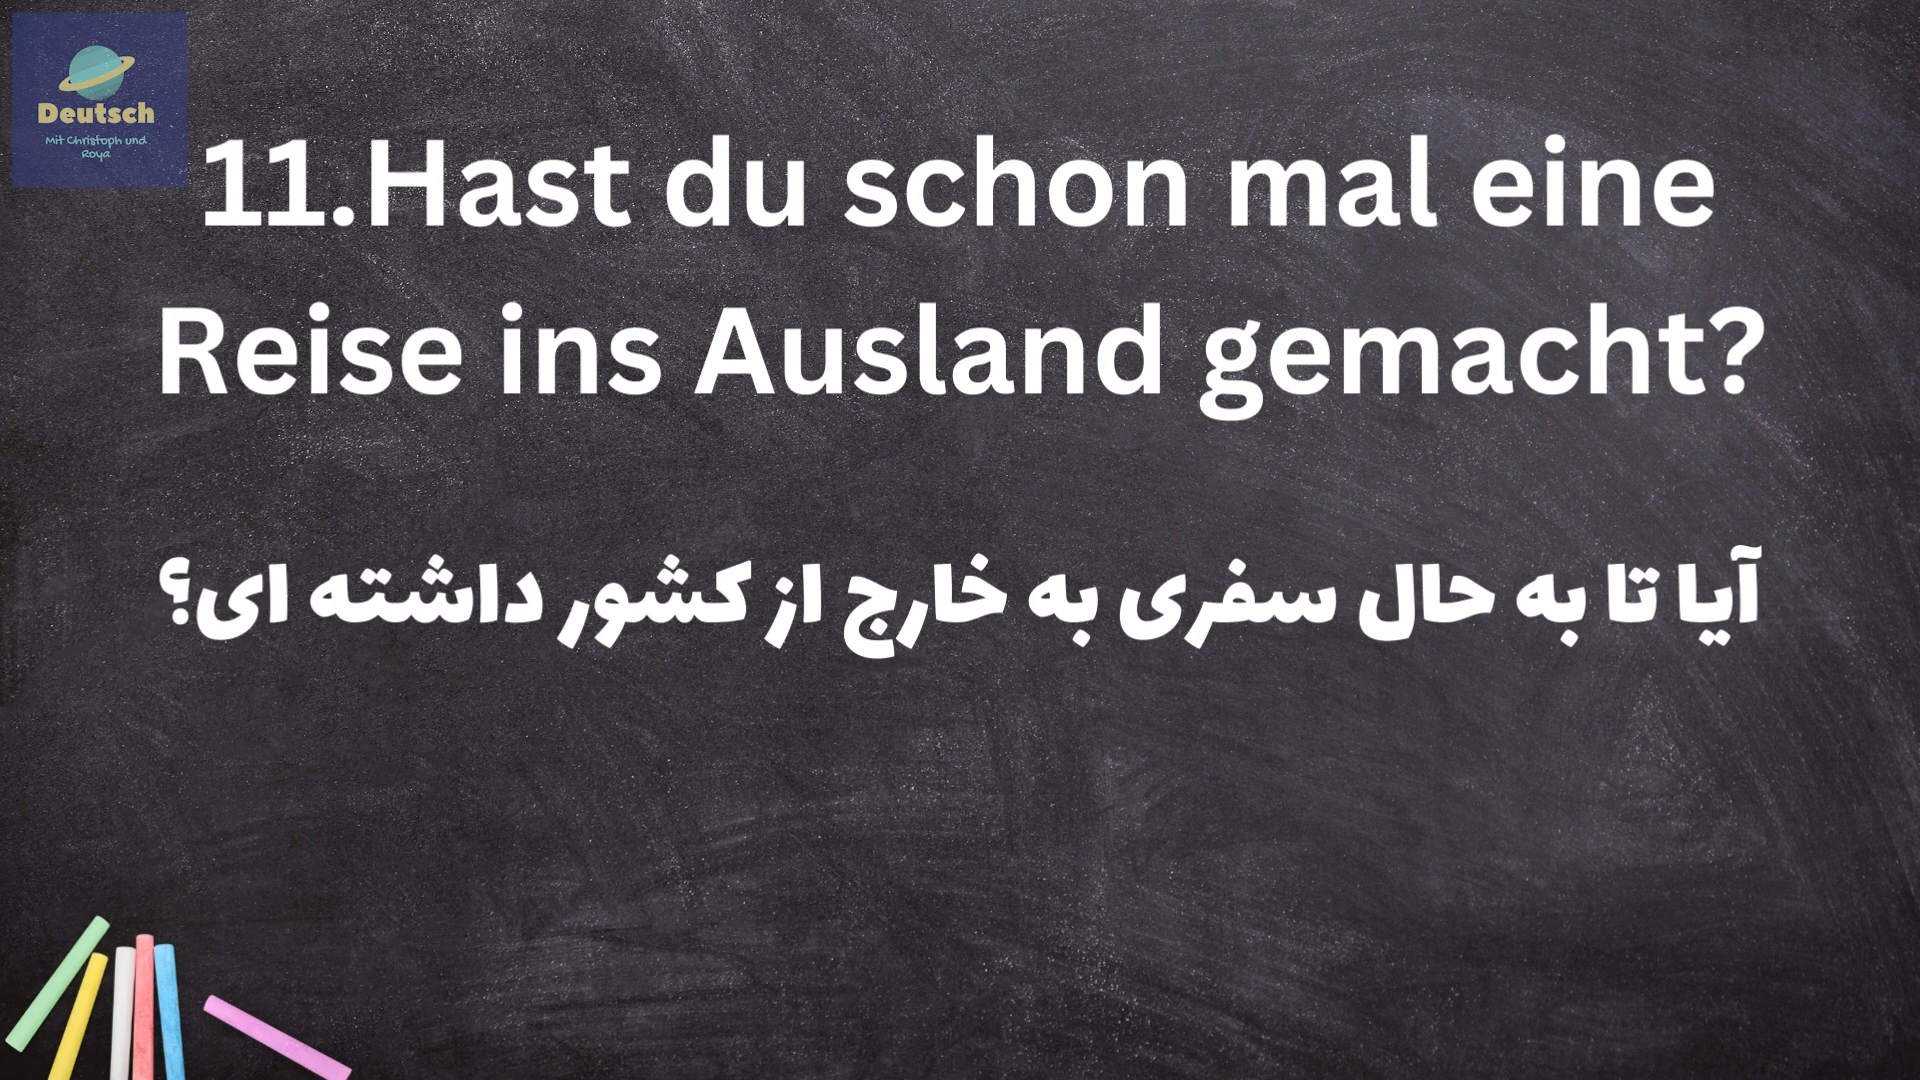 Deutsch
Mit Christoph und
Roya
11.Hast du schon mal eine
Reise ins Ausland gemacht?
آیا تا به حال سفری به خارج از کشور داشته ای؟